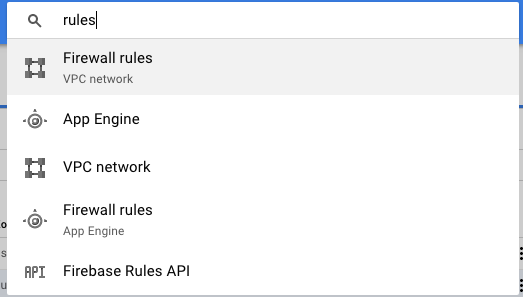 rules
Firewall rules
VPC network
App Engine
VPC network
Firewall rules
App Engine
API Firebase Rules API